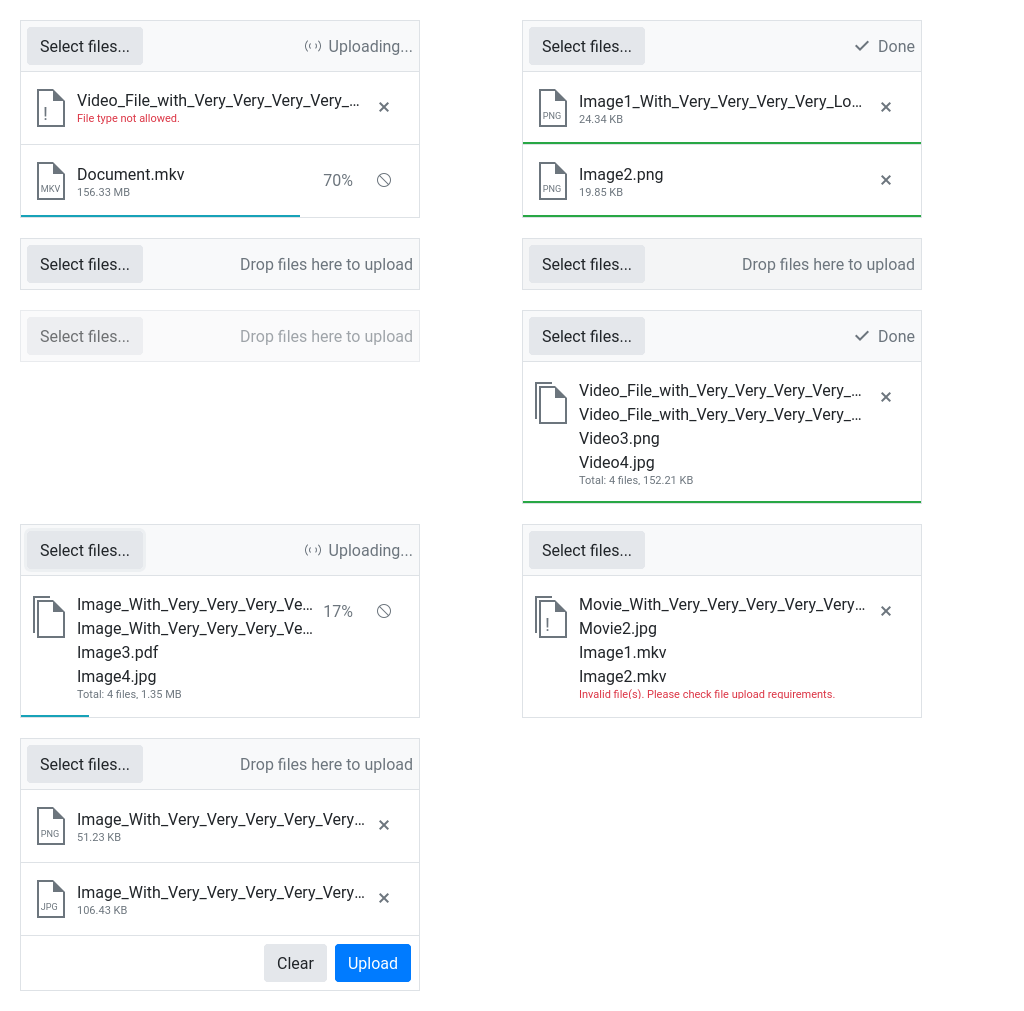 Select files...
Uploading...
Video_File_with_Very_Very_Very_Very_...
File type not allowed.
!
MKV
Document.mkv
156.33 MB
70%
Select files...
Done
PNG
Image1_With_Very_Very_Very_Very_Lo...
24.34 KB
PNG
Image2.png
19.85 KB
Select files...
Drop files here to upload
Select files...
Drop files here to upload
Select files...
Drop files here to upload
Select files...
Done
Video_File_with_Very_Very_Very_Very_...
Video_File_with_Very_Very_Very_Very_...
Video3.png
Video4.jpg
Total: 4 files, 152.21 KB
Select files...
Uploading...
Image_With_Very_Very_Very_Ve...
17%
Image_With_Very_Very_Very_Ve...
Image3.pdf
Image4.jpg
Total: 4 files, 1.35 MB
Select files...
Movie_With_Very_Very_Very_Very_Very...
!
Movie2.jpg
Image1.mkv
Image2.mkv
Invalid file(s). Please check file upload requirements.
Select files...
Drop files here to upload
PNG
Image_With_Very_Very_Very_Very_Very...
51.23 KB
JPG
Image_With_Very_Very_Very_Very_Very...
106.43 KB
Clear
Upload